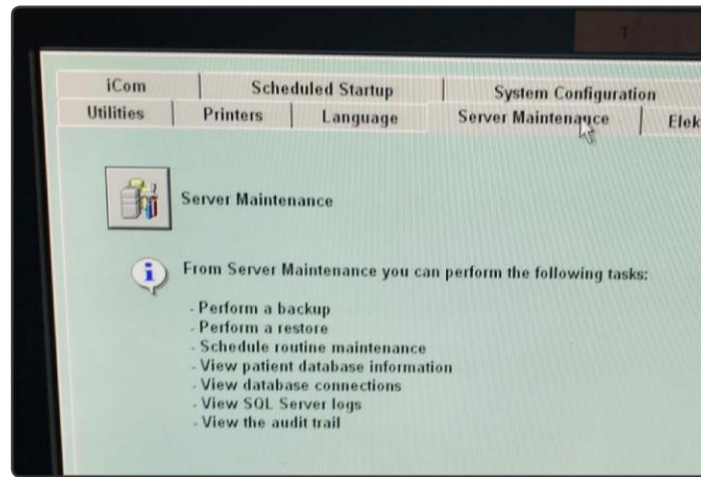 iCom Scheduled Startup System Configuration
Utilities Printers Language Server Maintenance Elek
Server Maintenance
From Server Maintenance you can perform the following tasks:
- Perform a backup
- Perform a restore
- Schedule routine maintenance
- View patient database information
- View database connections
- View SQL Server logs
- View the audit trail